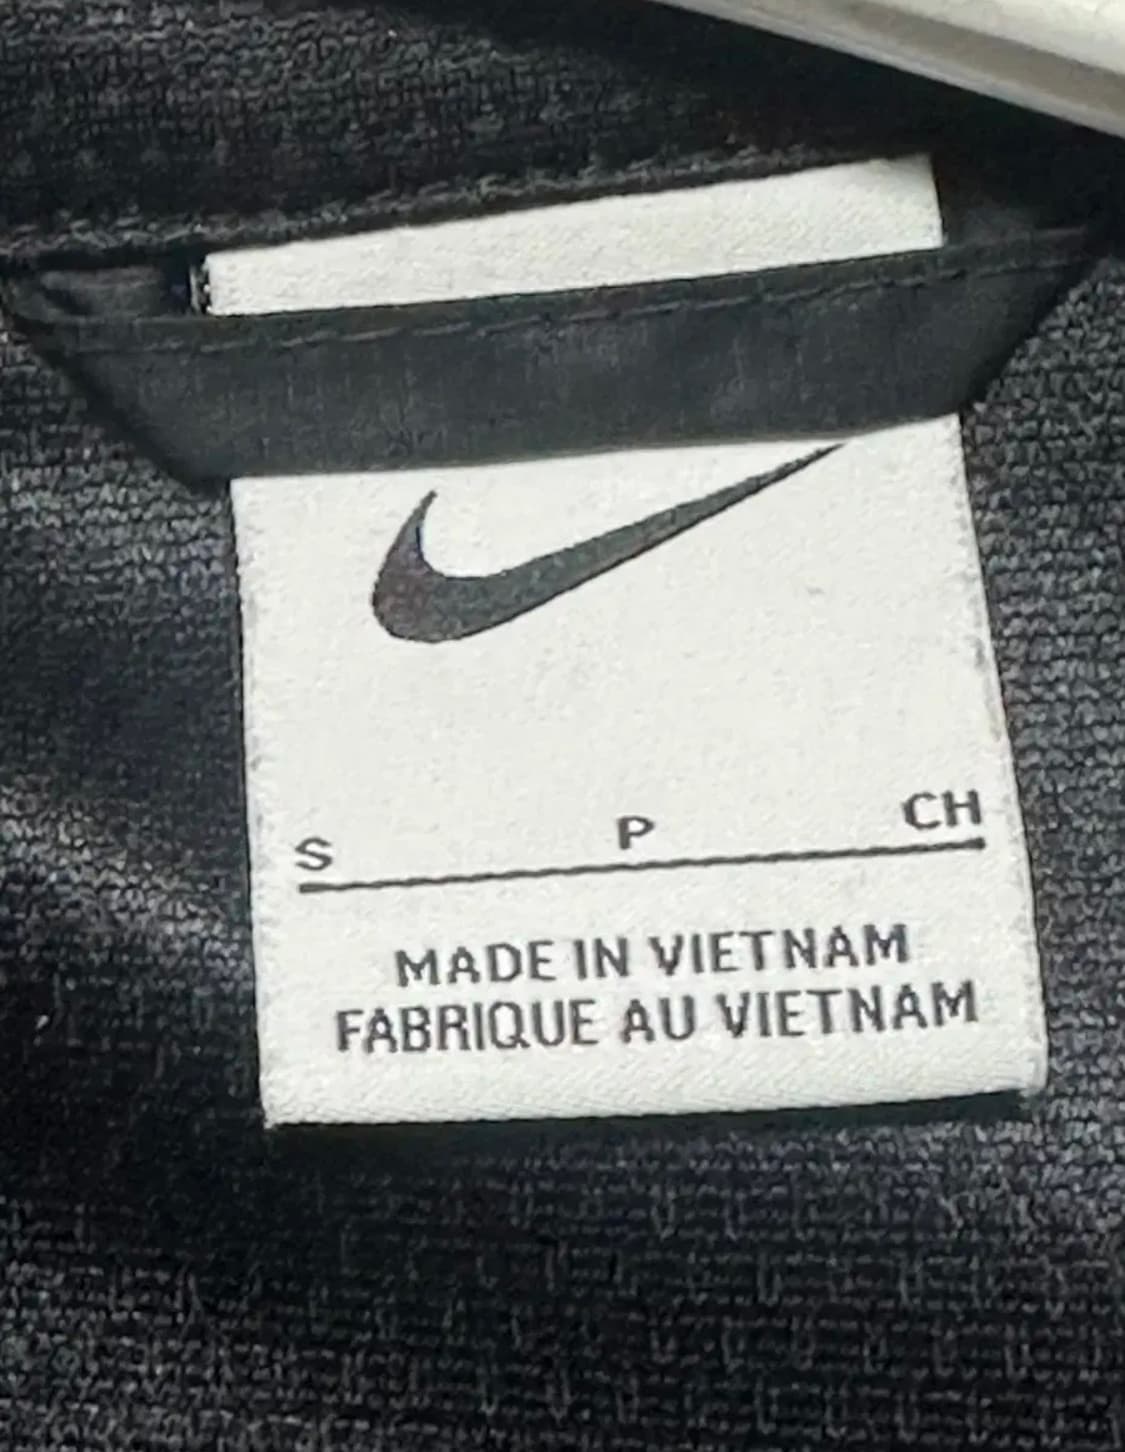 S P CH
MADE IN VIETNAM
FABRIQUE AU VIETNAM